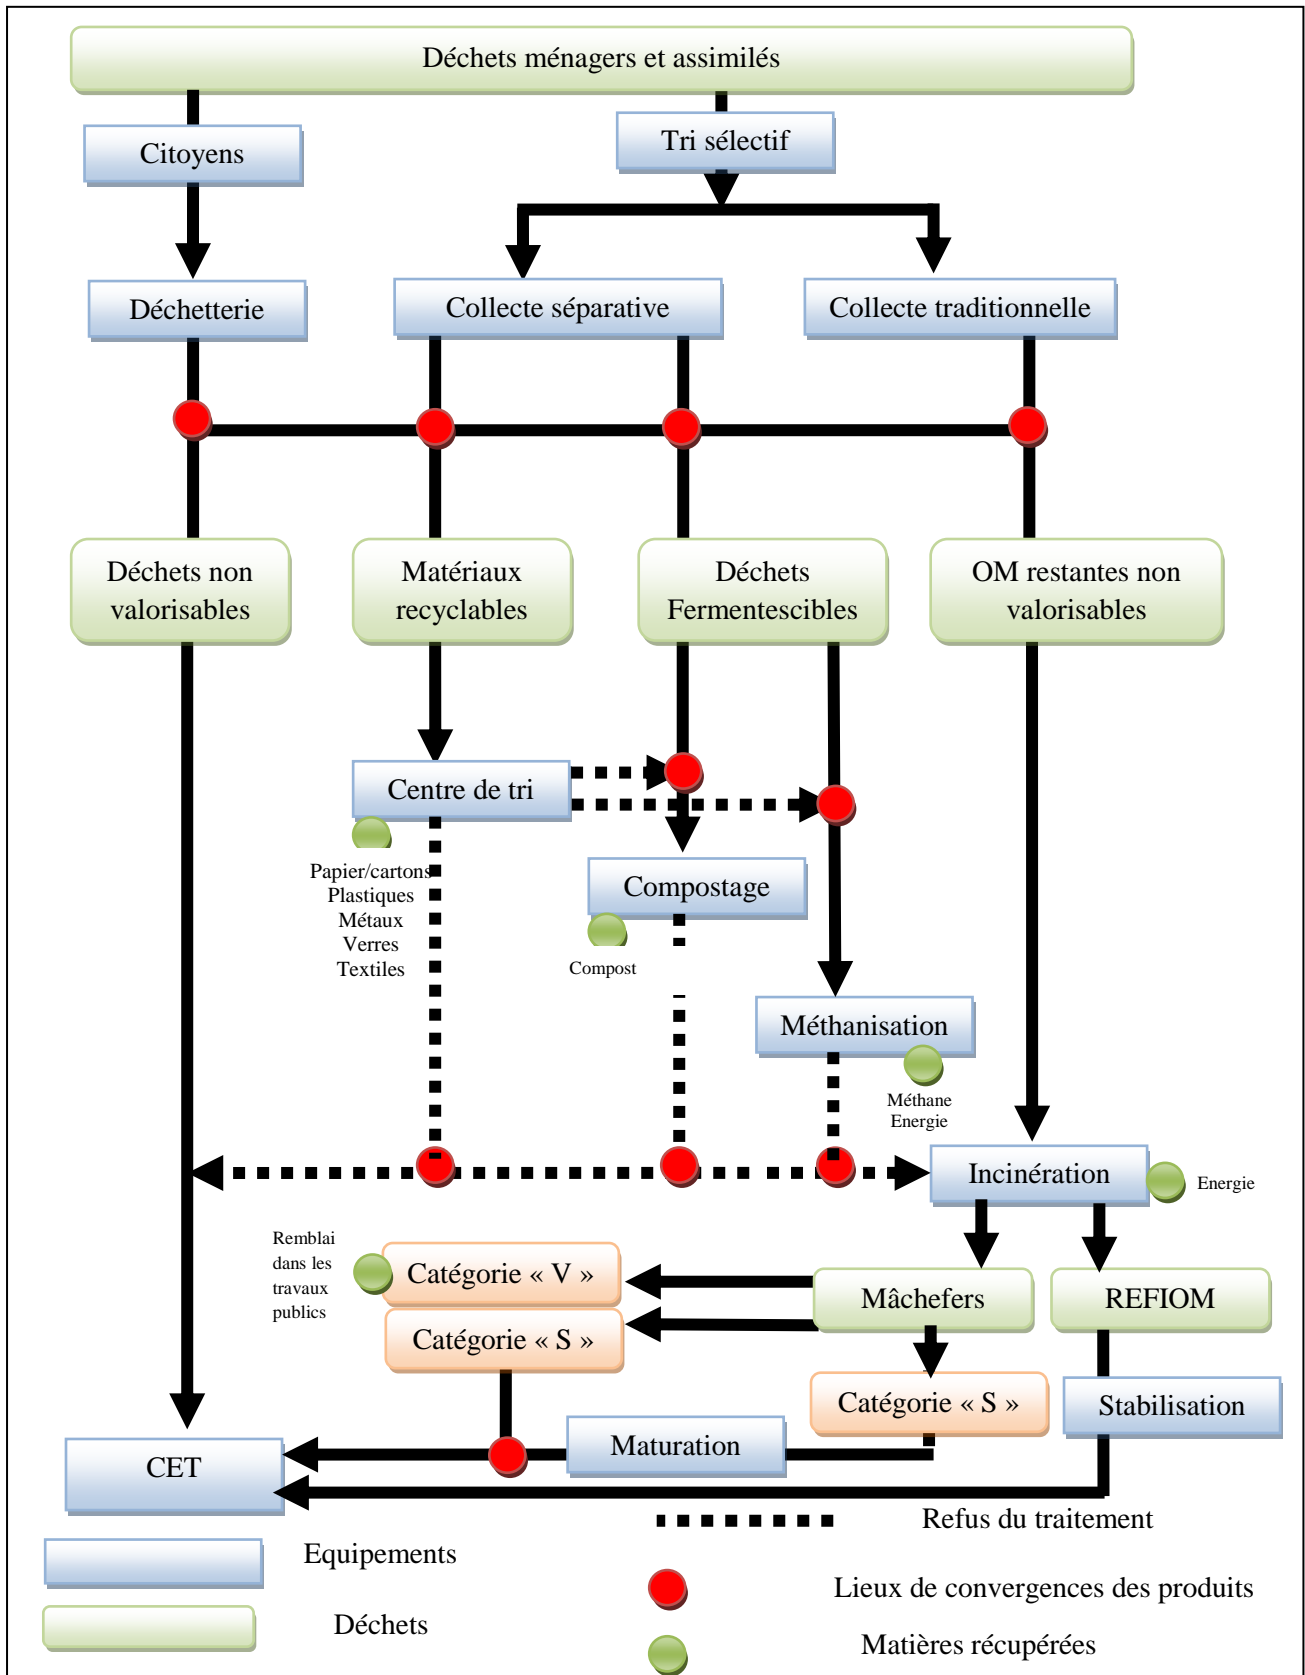 Déchets ménagers et assimilés
Citoyens
Tri sélectif
Déchetterie
Collecte séparative
Collecte traditionnelle
Déchets non
valorisables
Matériaux
recyclables
Déchets
Fermentescibles
OM restantes non
valorisables
Centre de tri
Papier/cartons
Plastiques
Métaux
Verres
Textiles
Compostage
Compost
Méthanisation
Méthane
Energie
Incinération
Energie
Remblai
dans les
travaux
publics
Catégorie « V »
Catégorie « S »
Mâchefers
REFIOM
Catégorie « S »
Stabilisation
Maturation
CET
Refus du traitement
Equipements
Lieux de convergences des produits
Déchets
Matières récupérées